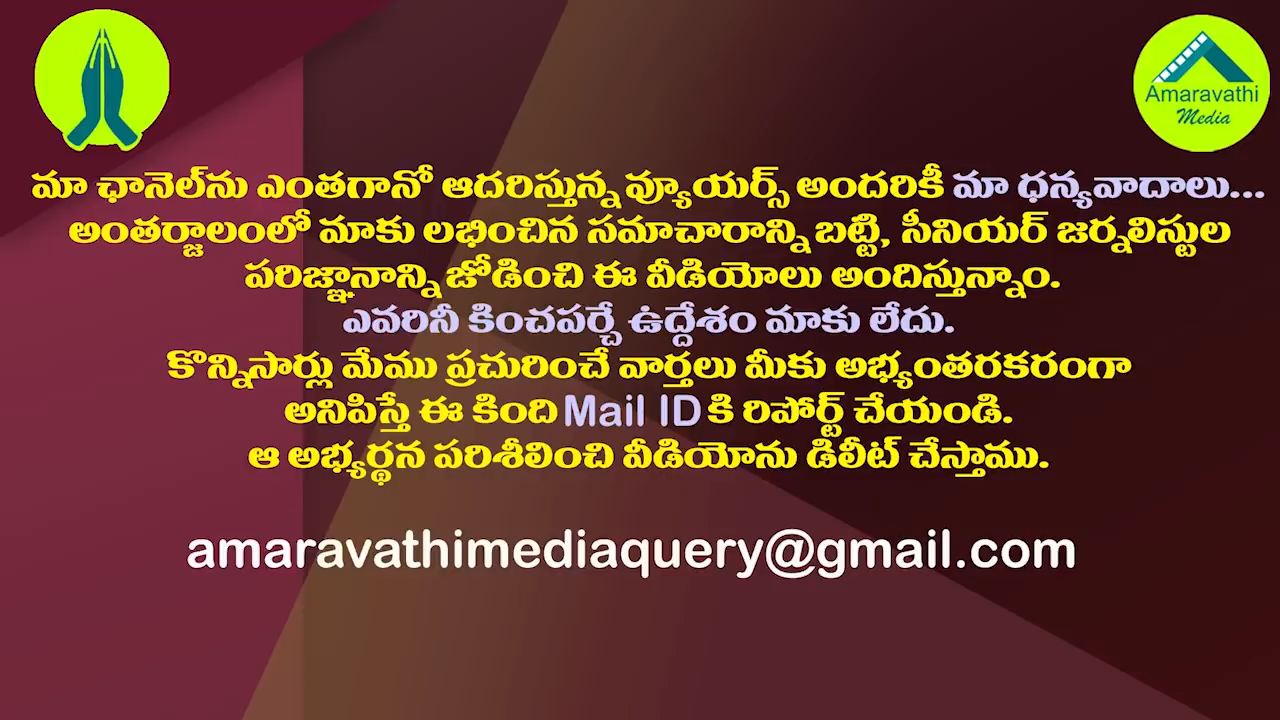 Amaravathi
Media
మా ఛానెల్‌ను ఎంతగానో ఆదరిస్తున్న వ్యూయర్స్ అందరికీ మా ధన్యవాదాలు...
అంతర్జాలంలో మాకు లభించిన సమాచారాన్ని బట్టి, సీనియర్ జర్నలిస్టుల
పరిజ్ఞానాన్ని జోడించి ఈ వీడియోలు అందిస్తున్నాం.
ఎవరినీ కించపర్చే ఉద్దేశం మాకు లేదు.
కొన్నిసార్లు మేము ప్రచురించే వార్తలు మీకు అభ్యంతరకరంగా
అనిపిస్తే ఈ కింది Mail ID కి రిపోర్ట్ చేయండి.
ఆ అభ్యర్థన పరిశీలించి వీడియోను డిలీట్ చేస్తాము.
amaravathimediaquery@gmail.com